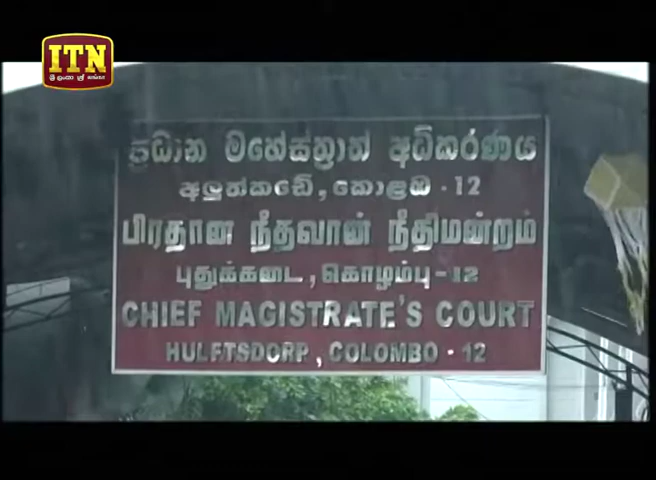 ITN
ප්‍රධාන මහේස්ත්‍රාත් අධිකරණය
අලුත්කඩේ, කොළඹ - 12
பிரதான நீதவான் நீதிமன்றம்
புதுக்கடை, கொழும்பு - 12
CHIEF MAGISTRATE'S COURT
HULFTSDORP, COLOMBO - 12